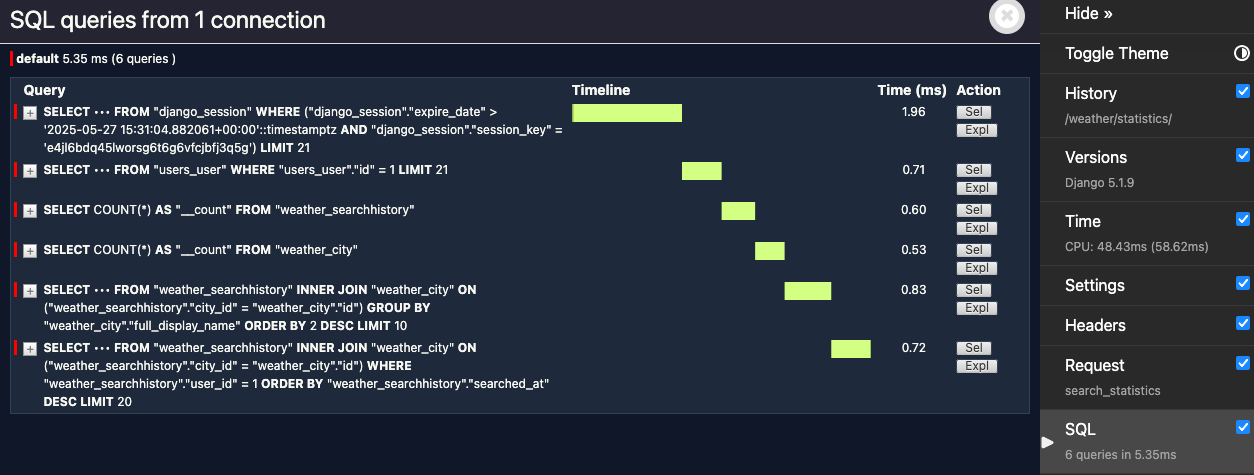 SQL queries from 1 connection
default 5.35 ms (6 queries )
Query Timeline Time (ms) Action
SELECT ••• FROM "django_session" WHERE ("django_session"."expire_date" > 1.96 Sel
'2025-05-27 15:31:04.882061+00:00'::timestamptz AND "django_session"."session_key" = Expl
'e4jl6bdq45lworsg6t6g6vfcjbfj3q5g') LIMIT 21
SELECT ••• FROM "users_user" WHERE "users_user"."id" = 1 LIMIT 21 0.71 Sel
Expl
SELECT COUNT(*) AS "__count" FROM "weather_searchhistory" 0.60 Sel
Expl
SELECT COUNT(*) AS "__count" FROM "weather_city" 0.53 Sel
Expl
SELECT ••• FROM "weather_searchhistory" INNER JOIN "weather_city" ON 0.83 Sel
("weather_searchhistory"."city_id" = "weather_city"."id") GROUP BY Expl
"weather_city"."full_display_name" ORDER BY 2 DESC LIMIT 10
SELECT ••• FROM "weather_searchhistory" INNER JOIN "weather_city" ON 0.72 Sel
("weather_searchhistory"."city_id" = "weather_city"."id") WHERE Expl
"weather_searchhistory"."user_id" = 1 ORDER BY "weather_searchhistory"."searched_at"
DESC LIMIT 20
Hide »
Toggle Theme
History
/weather/statistics/
Versions
Django 5.1.9
Time
CPU: 48.43ms (58.62ms)
Settings
Headers
Request
search_statistics
SQL
6 queries in 5.35ms